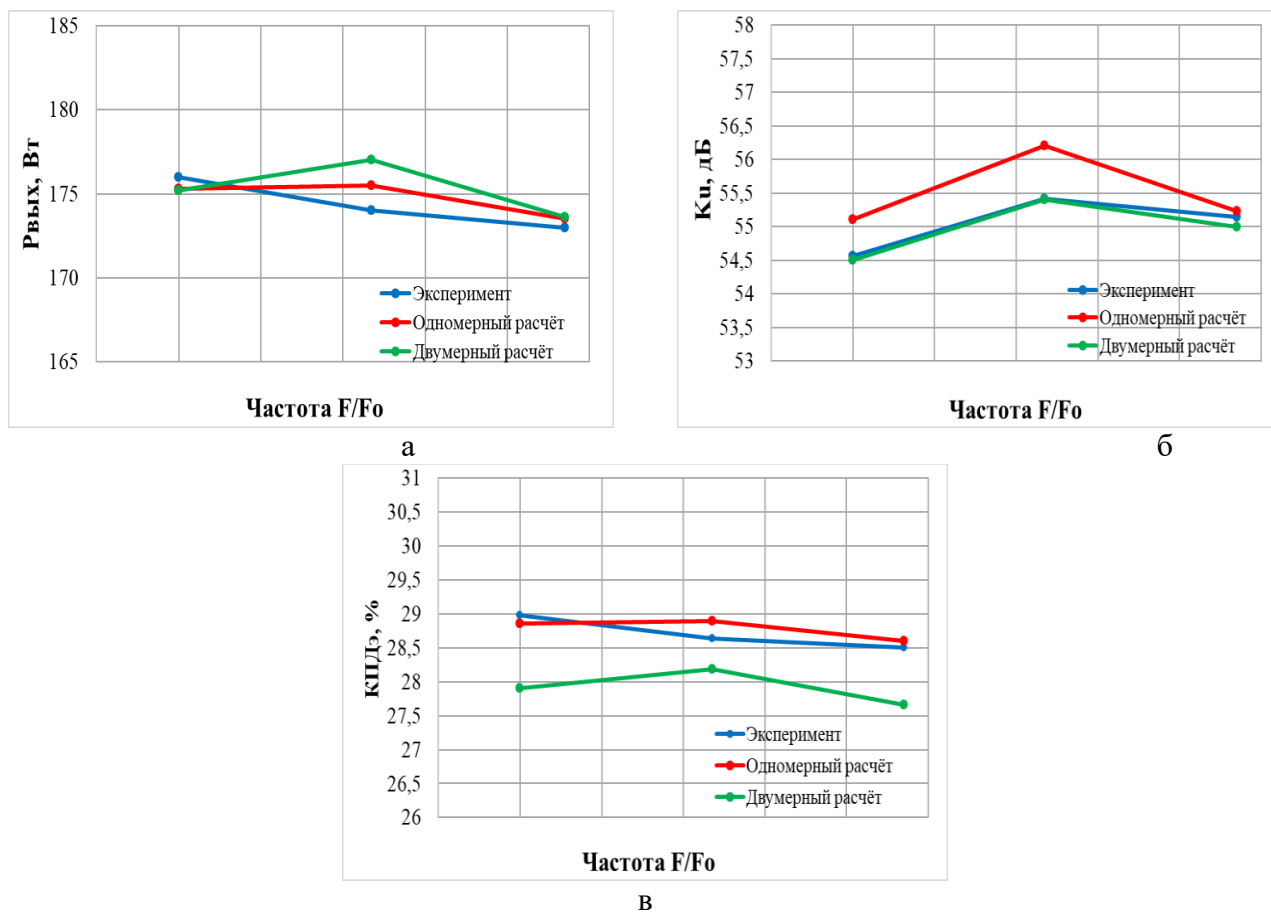 185
180
175
170
165
Рвых, Вт
Эксперимент
Одномерный расчёт
Двумерный расчёт
Частота F/Fo
а
58
57,5
57
56,5
56
55,5
55
54,5
54
53,5
53
Ku, дБ
Эксперимент
Одномерный расчёт
Двумерный расчёт
Частота F/Fo
б
31
30,5
30
29,5
29
28,5
28
27,5
27
26,5
26
КПДэ, %
Эксперимент
Одномерный расчёт
Двумерный расчёт
Частота F/Fo
в